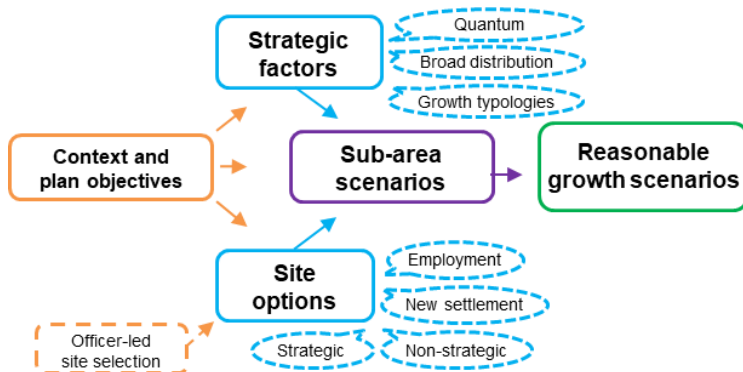 Strategic
factors
Quantum
Broad distribution
Growth typologies
Context and
plan objectives
Sub-area
scenarios
Reasonable
growth scenarios
Site
options
Employment
New settlement
Officer-led
site selection
Strategic
Non-strategic